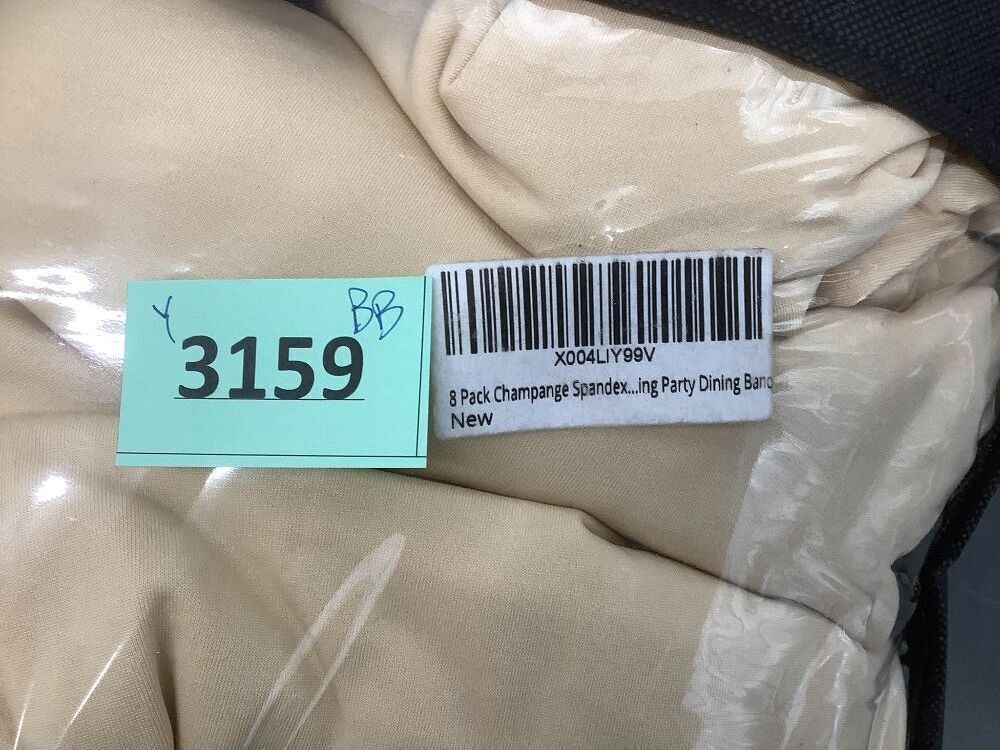 Y BB
3159
X004LIY99V
8 Pack Champange Spandex...ing Party Dining Banq
New